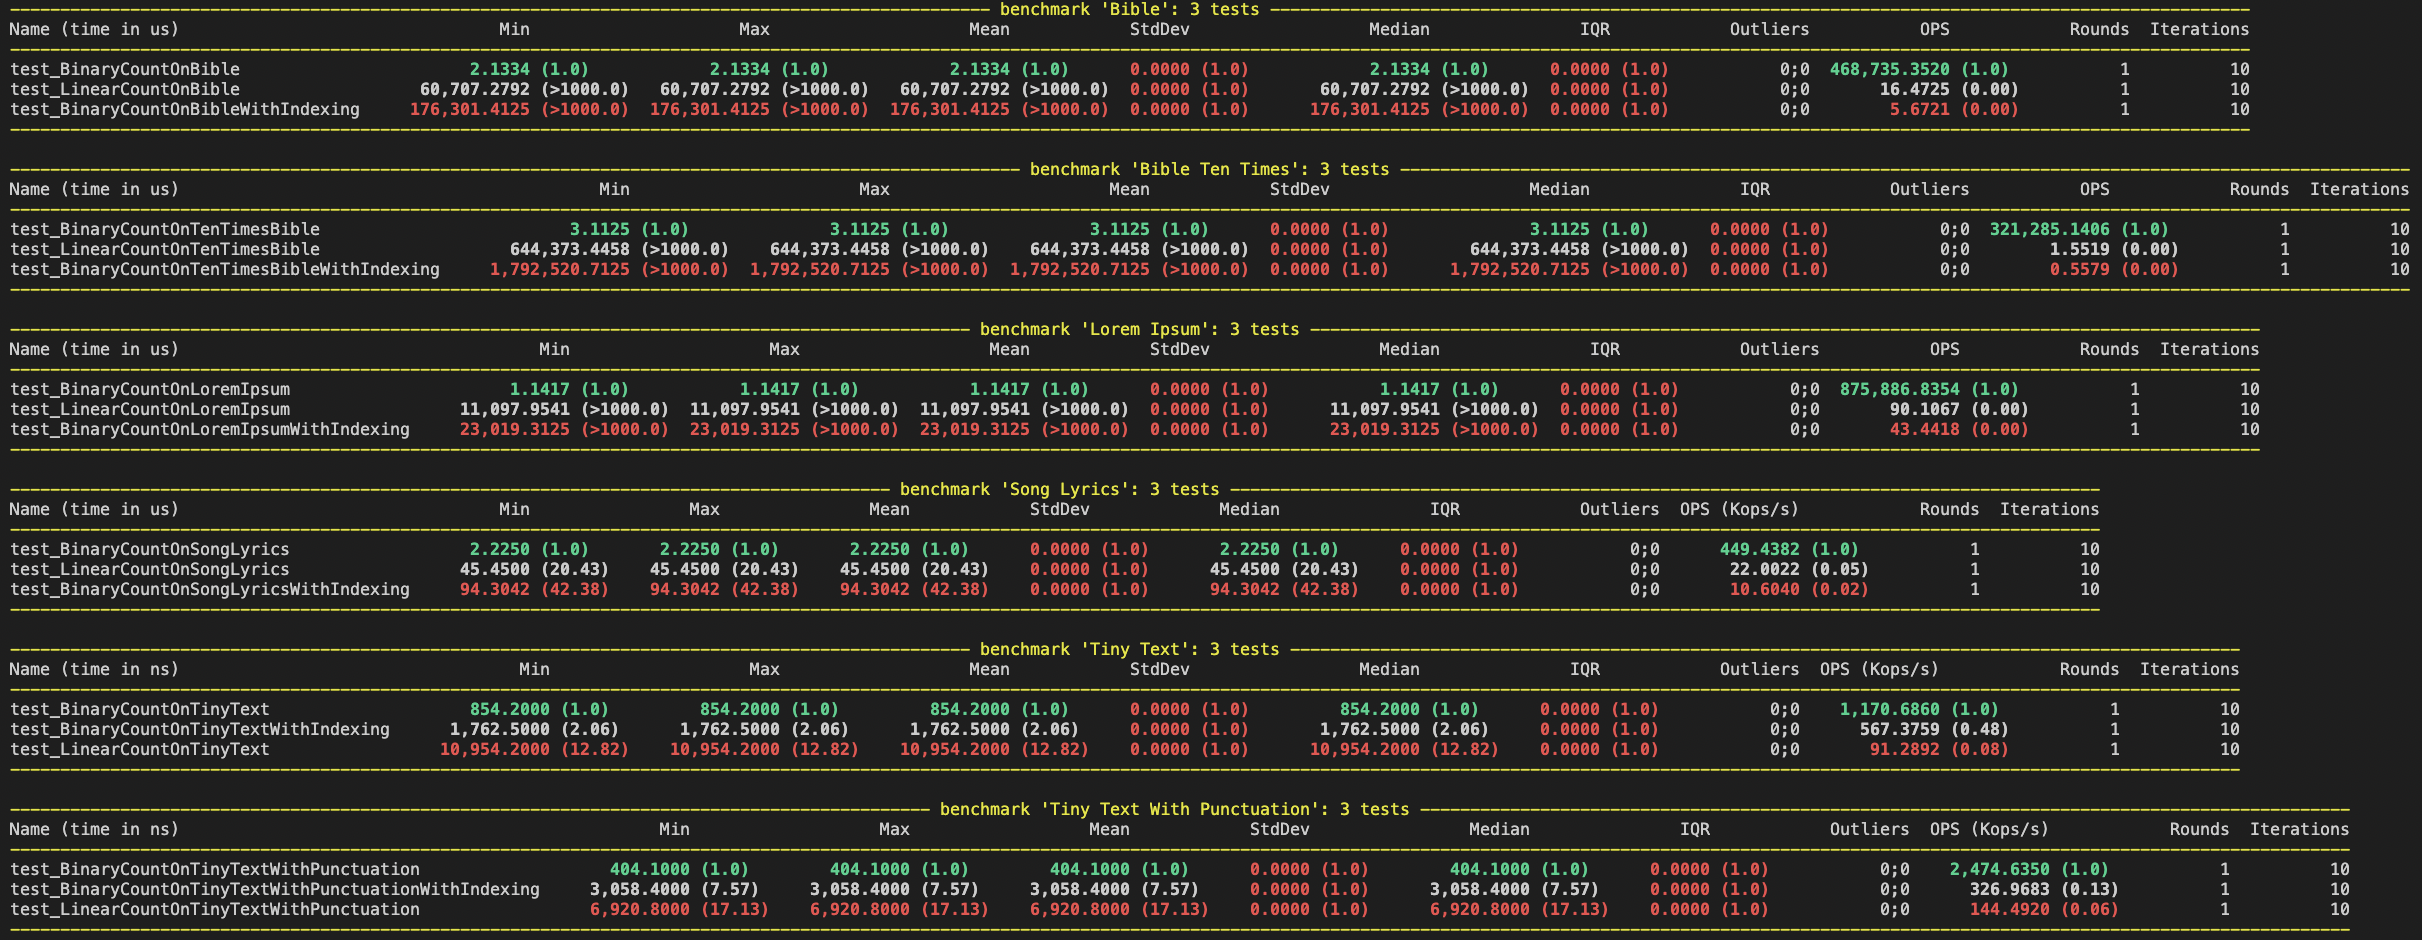 benchmark 'Bible': 3 tests
Name (time in us) Min Max Mean StdDev Median IQR Outliers OPS Rounds Iterations
test_BinaryCountOnBible 2.1334 (1.0) 2.1334 (1.0) 2.1334 (1.0) 0.0000 (1.0) 2.1334 (1.0) 0.0000 (1.0) 0;0 468,735.3520 (1.0) 1 10
test_LinearCountOnBible 60,707.2792 (>1000.0) 60,707.2792 (>1000.0) 60,707.2792 (>1000.0) 0.0000 (1.0) 60,707.2792 (>1000.0) 0.0000 (1.0) 0;0 16.4725 (0.00) 1 10
test_BinaryCountOnBibleWithIndexing 176,301.4125 (>1000.0) 176,301.4125 (>1000.0) 176,301.4125 (>1000.0) 0.0000 (1.0) 176,301.4125 (>1000.0) 0.0000 (1.0) 0;0 5.6721 (0.00) 1 10
benchmark 'Bible Ten Times': 3 tests
Name (time in us) Min Max Mean StdDev Median IQR Outliers OPS Rounds Iterations
test_BinaryCountOnTenTimesBible 3.1125 (1.0) 3.1125 (1.0) 3.1125 (1.0) 0.0000 (1.0) 3.1125 (1.0) 0.0000 (1.0) 0;0 321,285.1406 (1.0) 1 10
test_LinearCountOnTenTimesBible 644,373.4458 (>1000.0) 644,373.4458 (>1000.0) 644,373.4458 (>1000.0) 0.0000 (1.0) 644,373.4458 (>1000.0) 0.0000 (1.0) 0;0 1.5519 (0.00) 1 10
test_BinaryCountOnTenTimesBibleWithIndexing 1,792,520.7125 (>1000.0) 1,792,520.7125 (>1000.0) 1,792,520.7125 (>1000.0) 0.0000 (1.0) 1,792,520.7125 (>1000.0) 0.0000 (1.0) 0;0 0.5579 (0.00) 1 10
benchmark 'Lorem Ipsum': 3 tests
Name (time in us) Min Max Mean StdDev Median IQR Outliers OPS Rounds Iterations
test_BinaryCountOnLoremIpsum 1.1417 (1.0) 1.1417 (1.0) 1.1417 (1.0) 0.0000 (1.0) 1.1417 (1.0) 0.0000 (1.0) 0;0 875,886.8354 (1.0) 1 10
test_LinearCountOnLoremIpsum 11,097.9541 (>1000.0) 11,097.9541 (>1000.0) 11,097.9541 (>1000.0) 0.0000 (1.0) 11,097.9541 (>1000.0) 0.0000 (1.0) 0;0 90.1067 (0.00) 1 10
test_BinaryCountOnLoremIpsumWithIndexing 23,019.3125 (>1000.0) 23,019.3125 (>1000.0) 23,019.3125 (>1000.0) 0.0000 (1.0) 23,019.3125 (>1000.0) 0.0000 (1.0) 0;0 43.4418 (0.00) 1 10
benchmark 'Song Lyrics': 3 tests
Name (time in us) Min Max Mean StdDev Median IQR Outliers OPS (Kops/s) Rounds Iterations
test_BinaryCountOnSongLyrics 2.2250 (1.0) 2.2250 (1.0) 2.2250 (1.0) 0.0000 (1.0) 2.2250 (1.0) 0.0000 (1.0) 0;0 449.4382 (1.0) 1 10
test_LinearCountOnSongLyrics 45.4500 (20.43) 45.4500 (20.43) 45.4500 (20.43) 0.0000 (1.0) 45.4500 (20.43) 0.0000 (1.0) 0;0 22.0022 (0.05) 1 10
test_BinaryCountOnSongLyricsWithIndexing 94.3042 (42.38) 94.3042 (42.38) 94.3042 (42.38) 0.0000 (1.0) 94.3042 (42.38) 0.0000 (1.0) 0;0 10.6040 (0.02) 1 10
benchmark 'Tiny Text': 3 tests
Name (time in ns) Min Max Mean StdDev Median IQR Outliers OPS (Kops/s) Rounds Iterations
test_BinaryCountOnTinyText 854.2000 (1.0) 854.2000 (1.0) 854.2000 (1.0) 0.0000 (1.0) 854.2000 (1.0) 0.0000 (1.0) 0;0 1,170.6860 (1.0) 1 10
test_BinaryCountOnTinyTextWithIndexing 1,762.5000 (2.06) 1,762.5000 (2.06) 1,762.5000 (2.06) 0.0000 (1.0) 1,762.5000 (2.06) 0.0000 (1.0) 0;0 567.3759 (0.48) 1 10
test_LinearCountOnTinyText 10,954.2000 (12.82) 10,954.2000 (12.82) 10,954.2000 (12.82) 0.0000 (1.0) 10,954.2000 (12.82) 0.0000 (1.0) 0;0 91.2892 (0.08) 1 10
benchmark 'Tiny Text With Punctuation': 3 tests
Name (time in ns) Min Max Mean StdDev Median IQR Outliers OPS (Kops/s) Rounds Iterations
test_BinaryCountOnTinyTextWithPunctuation 404.1000 (1.0) 404.1000 (1.0) 404.1000 (1.0) 0.0000 (1.0) 404.1000 (1.0) 0.0000 (1.0) 0;0 2,474.6350 (1.0) 1 10
test_BinaryCountOnTinyTextWithPunctuationWithIndexing 3,058.4000 (7.57) 3,058.4000 (7.57) 3,058.4000 (7.57) 0.0000 (1.0) 3,058.4000 (7.57) 0.0000 (1.0) 0;0 326.9683 (0.13) 1 10
test_LinearCountOnTinyTextWithPunctuation 6,920.8000 (17.13) 6,920.8000 (17.13) 6,920.8000 (17.13) 0.0000 (1.0) 6,920.8000 (17.13) 0.0000 (1.0) 0;0 144.4920 (0.06) 1 10